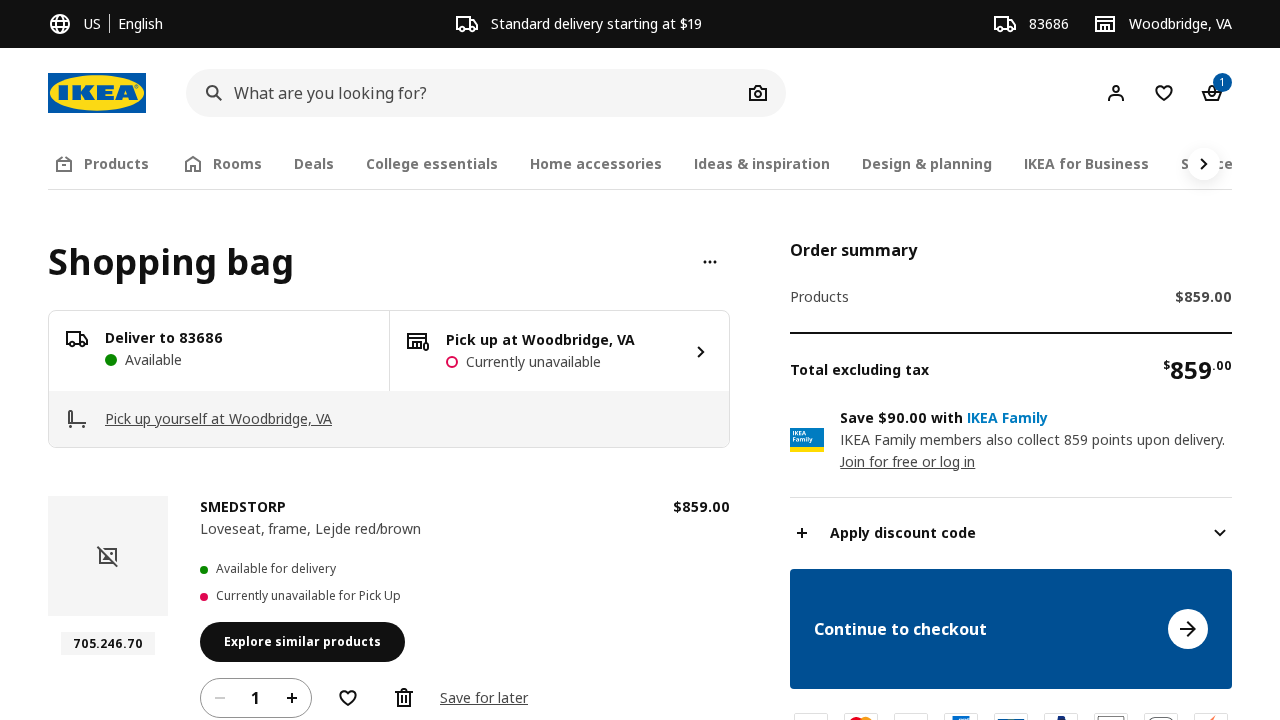 US
English
Standard delivery starting at $19
83686
Woodbridge, VA
IKEA
What are you looking for?
1
Products
Rooms
Deals
College essentials
Home accessories
Ideas & inspiration
Design & planning
IKEA for Business
Shopping bag
Deliver to 83686
Available
Pick up at Woodbridge, VA
Currently unavailable
Pick up yourself at Woodbridge, VA
SMEDSTORP
$859.00
Loveseat, frame, Lejde red/brown
Available for delivery
Currently unavailable for Pick Up
705.246.70
Explore similar products
1
Save for later
Order summary
Products
$859.00
Total excluding tax
$859.00
IKEA
Family
Save $90.00 with IKEA Family
IKEA Family members also collect 859 points upon delivery.
Join for free or log in
Apply discount code
Continue to checkout